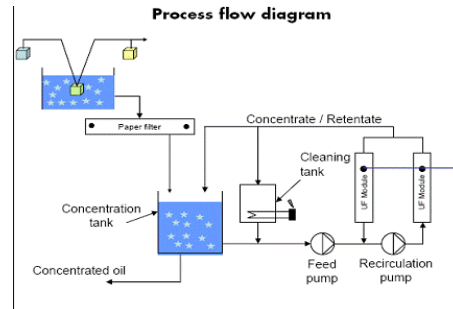 Process flow diagram
Paper filter
Concentrate / Retentate
Cleaning
tank
UF Module
UF Module
Concentration
tank
Concentrated oil
Feed
pump
Recirculation
pump